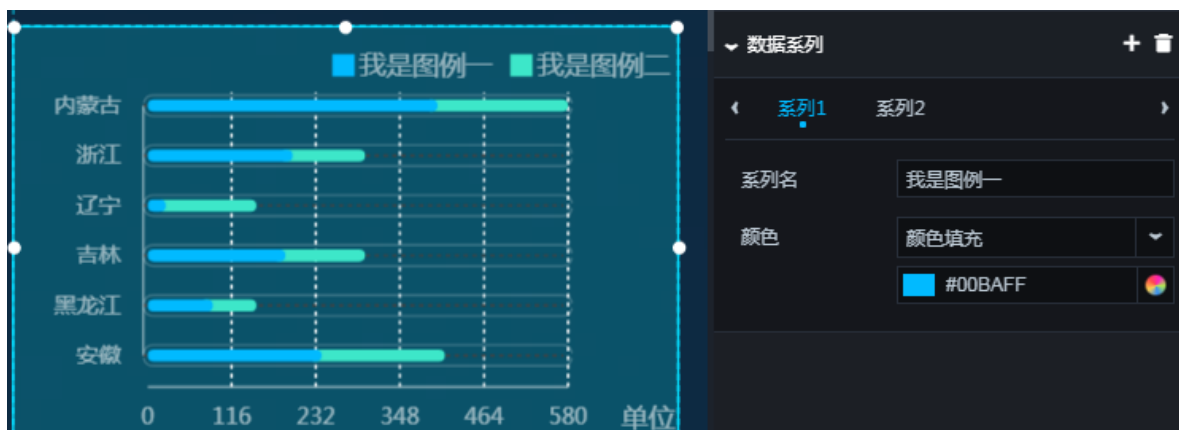 我是图例一 我是图例二
内蒙古
浙江
辽宁
吉林
黑龙江
安徽
0 116 232 348 464 580 单位
数据系列
系列1 系列2
系列名 我是图例一
颜色 颜色填充
#00BAFF